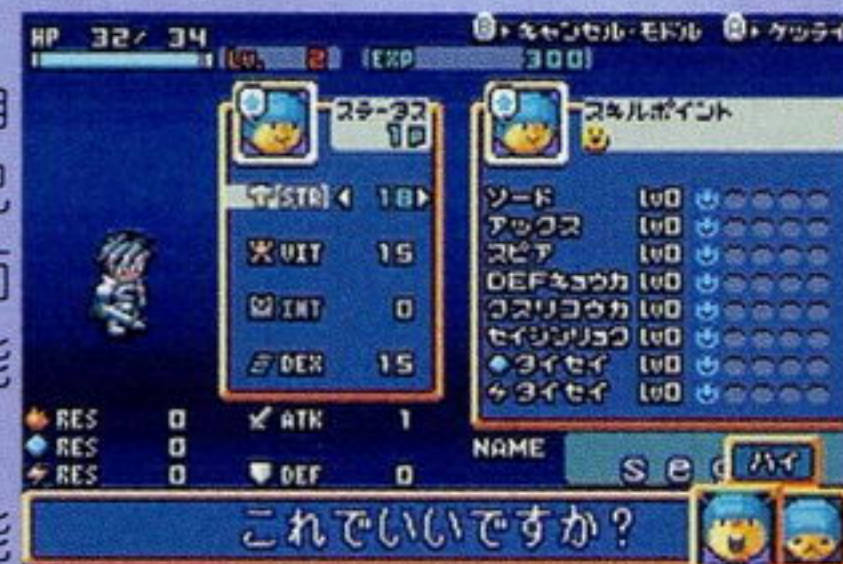 HP 32/ 34
Ⓑ▸キャンセル・モドル Ⓐ▸ケッテイ
LV. 2 EXP 300
ステータス
1P
スキルポイント
STR 18
VIT 15
INT 0
DEX 15
ソード Lv0
アックス Lv0
スピア Lv0
DEFキョウカ Lv0
クスリコウカ Lv0
セイシンリョク Lv0
タイセイ Lv0
タイセイ Lv0
RES 0 ATK 1
RES 0
RES 0 DEF 0
NAME
ハイ
これでいいですか?